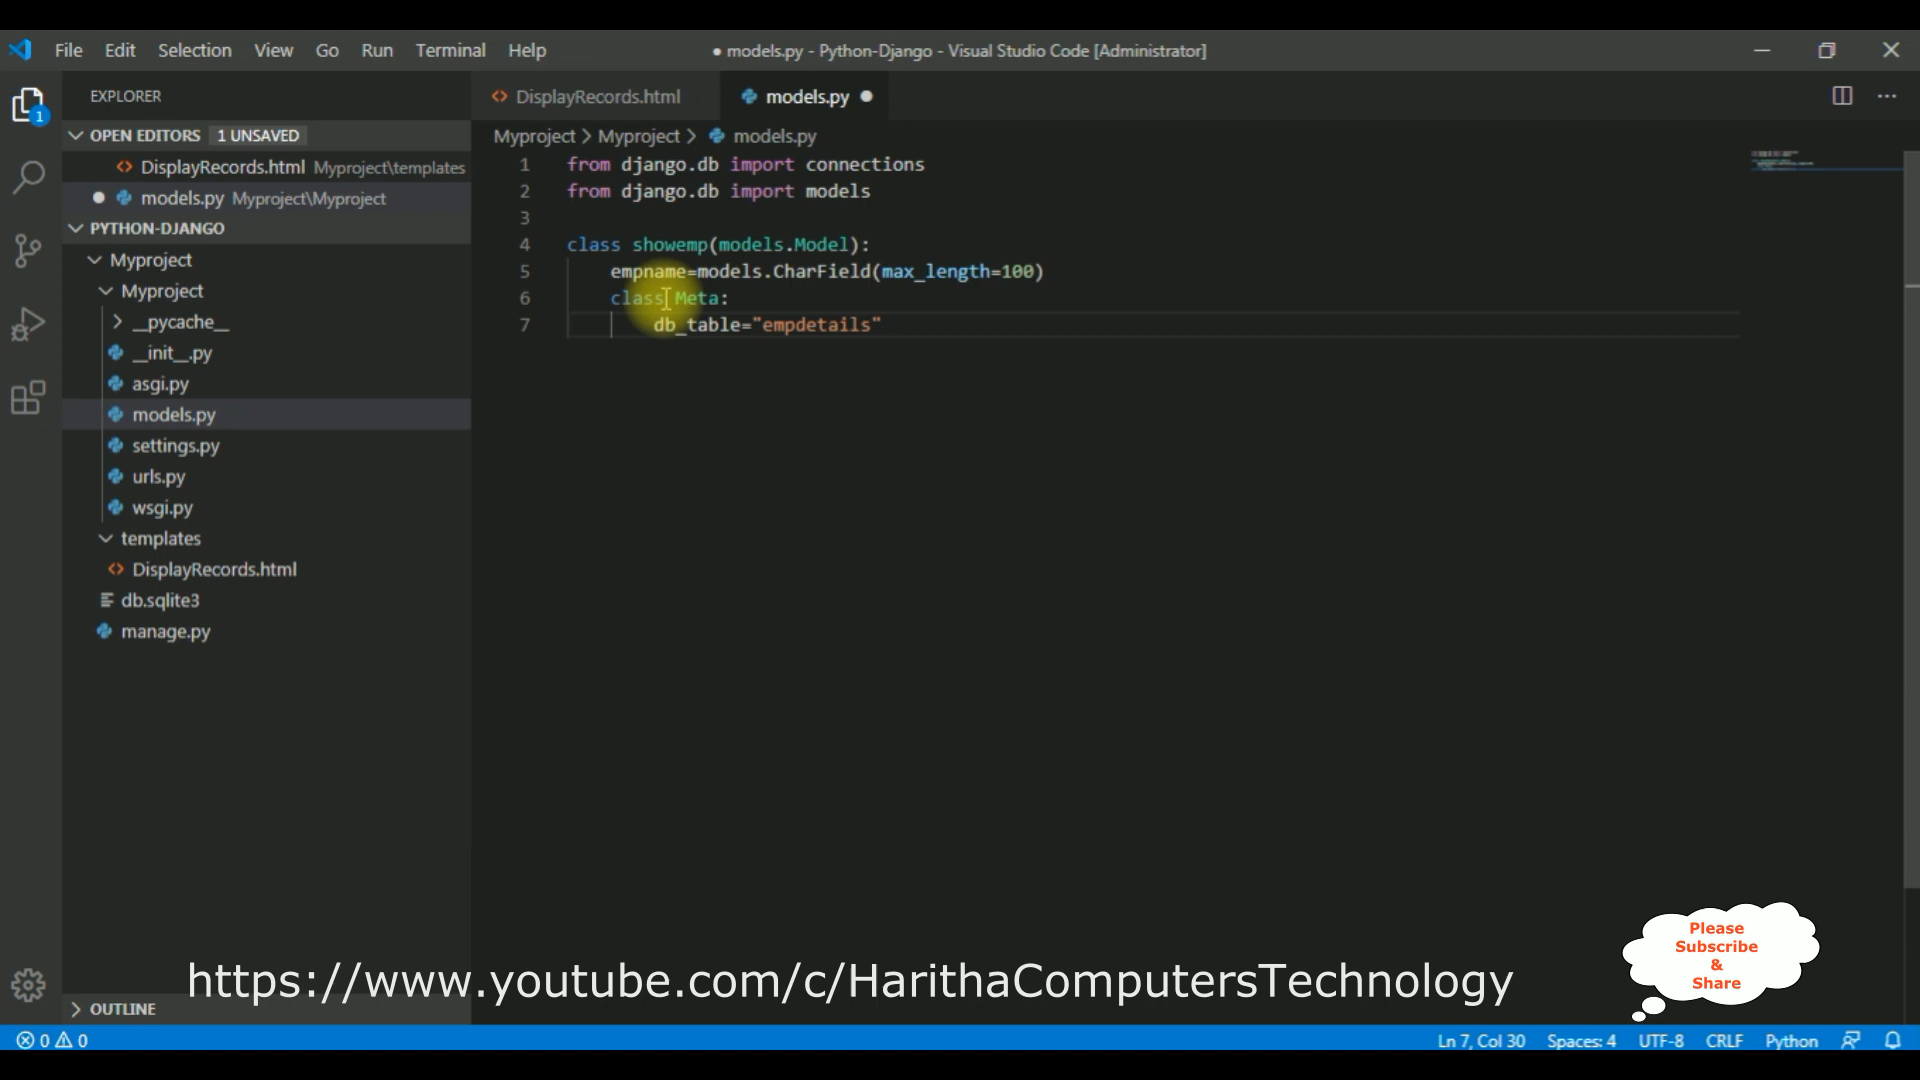 File Edit Selection View Go Run Terminal Help
● models.py - Python-Django - Visual Studio Code [Administrator]
1
EXPLORER
OPEN EDITORS 1 UNSAVED
DisplayRecords.html Myproject\templates
models.py Myproject\Myproject
PYTHON-DJANGO
Myproject
Myproject
__pycache__
__init__.py
asgi.py
models.py
settings.py
urls.py
wsgi.py
templates
DisplayRecords.html
db.sqlite3
manage.py
OUTLINE
DisplayRecords.html models.py
Myproject > Myproject > models.py
1 from django.db import connections
2 from django.db import models
3
4 class showemp(models.Model):
5 empname=models.CharField(max_length=100)
6 class Meta:
7 db_table="empdetails"
https://www.youtube.com/c/HarithaComputersTechnology
Please
Subscribe
&
Share
0 0 Ln 7, Col 30 Spaces: 4 UTF-8 CRLF Python